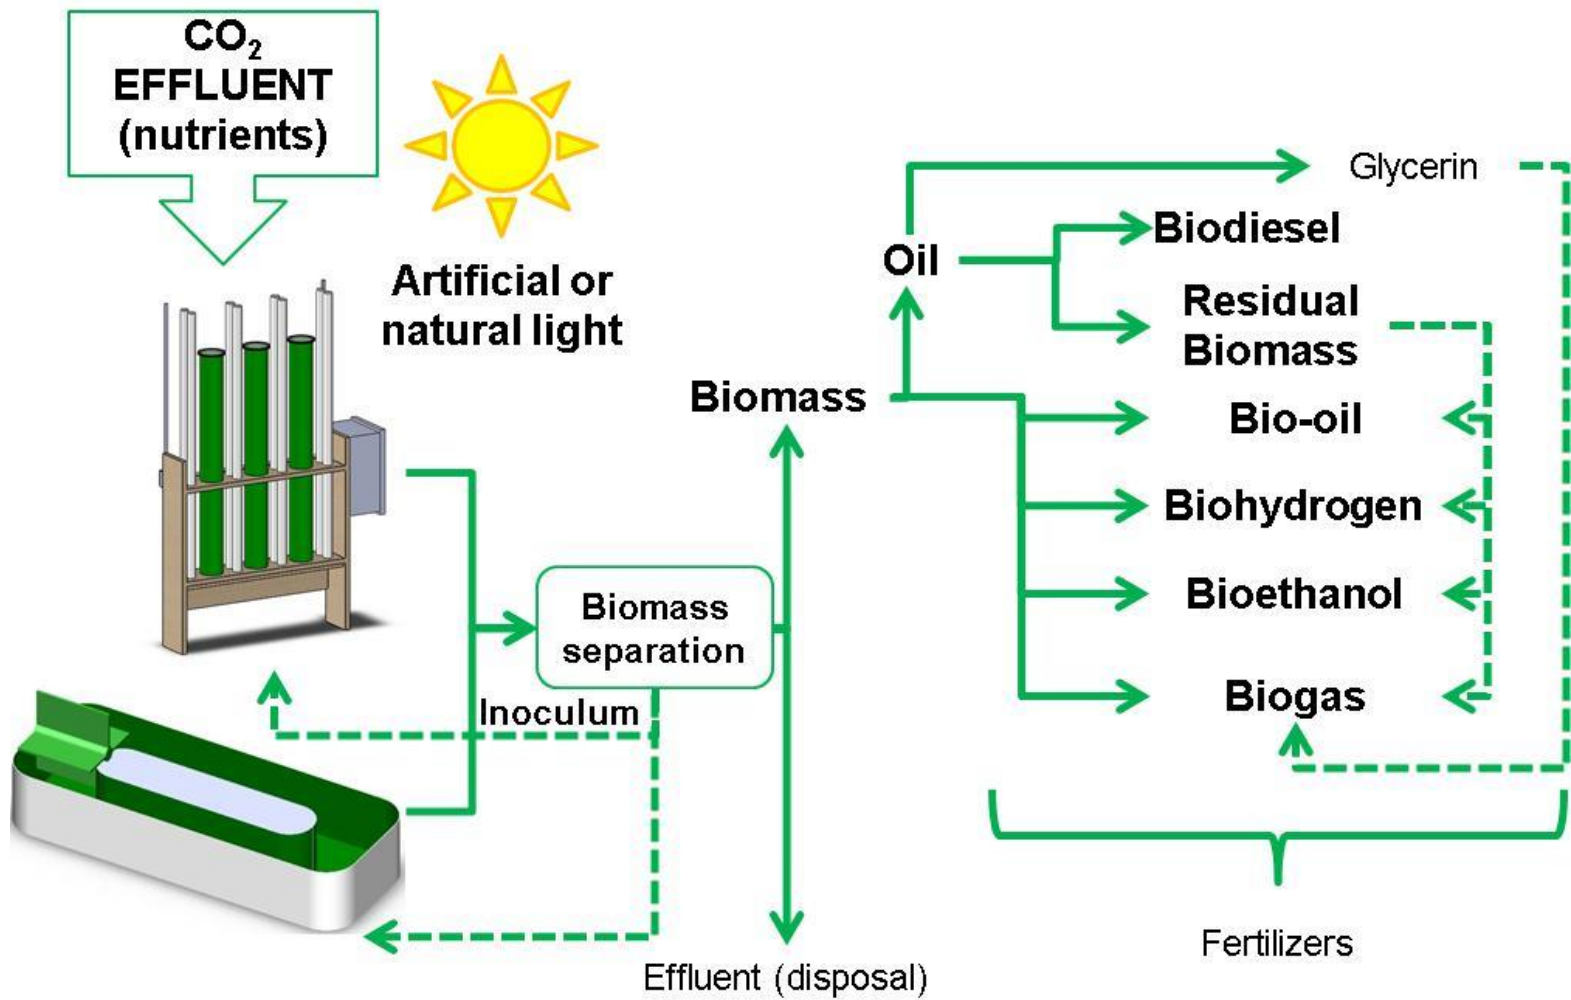 CO₂
EFFLUENT
(nutrients)
Artificial or
natural light
Biomass
separation
Inoculum
Biomass
Effluent (disposal)
Oil
Glycerin
Biodiesel
Residual
Biomass
Bio-oil
Biohydrogen
Bioethanol
Biogas
Fertilizers